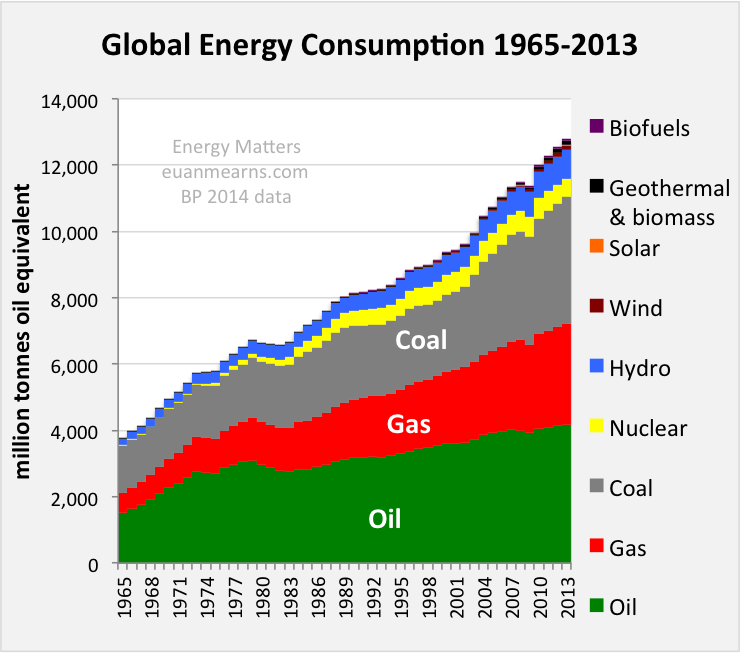 Global Energy Consumption 1965-2013
million tonnes oil equivalent
14,000
12,000
10,000
8,000
6,000
4,000
2,000
0
Energy Matters
euanmearns.com
BP 2014 data
Coal
Gas
Oil
1965
1968
1971
1974
1977
1980
1983
1986
1989
1992
1995
1998
2001
2004
2007
2010
2013
Biofuels
Geothermal
& biomass
Solar
Wind
Hydro
Nuclear
Coal
Gas
Oil